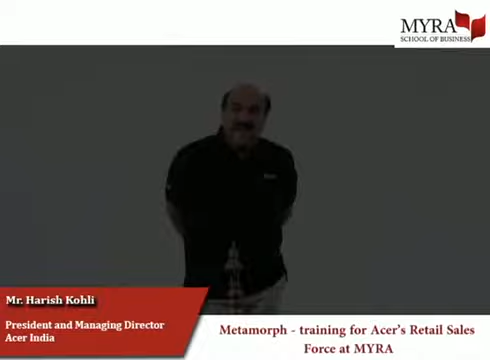 MYRA
SCHOOL OF BUSINESS
Mr. Harish Kohli
President and Managing Director
Acer India
Metamorph - training for Acer's Retail Sales
Force at MYRA